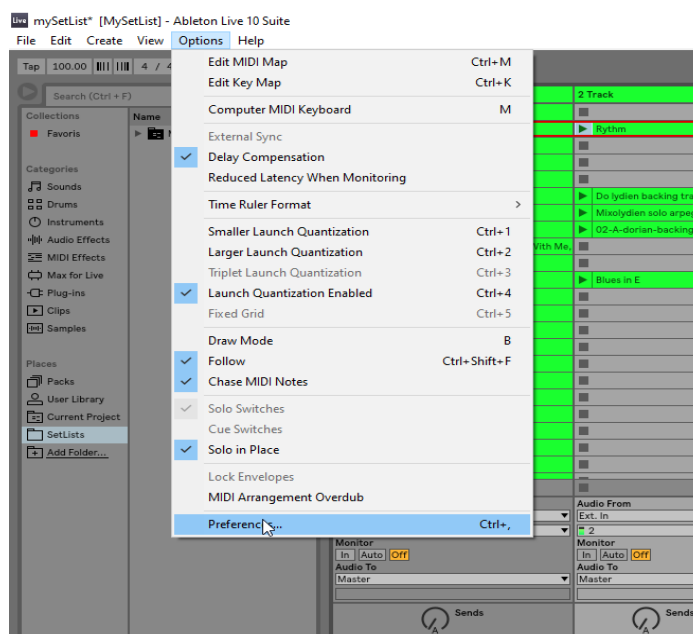 Live mySetList* [MySetList] - Ableton Live 10 Suite
File Edit Create View Options Help
Tap 100.00 4 / 4
Search (Ctrl + F)
Collections
Favoris
Categories
Sounds
Drums
Instruments
Audio Effects
MIDI Effects
Max for Live
Plug-ins
Clips
Samples
Places
Packs
User Library
Current Project
SetLists
Add Folder...
Name
Edit MIDI Map Ctrl+M
Edit Key Map Ctrl+K
Computer MIDI Keyboard M
External Sync
Delay Compensation
Reduced Latency When Monitoring
Time Ruler Format >
Smaller Launch Quantization Ctrl+1
Larger Launch Quantization Ctrl+2
Triplet Launch Quantization Ctrl+3
Launch Quantization Enabled Ctrl+4
Fixed Grid Ctrl+5
Draw Mode B
Follow Ctrl+Shift+F
Chase MIDI Notes
Solo Switches
Cue Switches
Solo in Place
Lock Envelopes
MIDI Arrangement Overdub
Preferences... Ctrl+,
2 Track
Rythm
Do lydien backing tra
Mixolydien solo arpeg
02-A-dorian-backing
With Me,
Blues in E
Audio From
Ext. In
2
Monitor
In Auto Off
Audio To
Master
Monitor
In Auto Off
Audio To
Master
Sends
A
Sends
A